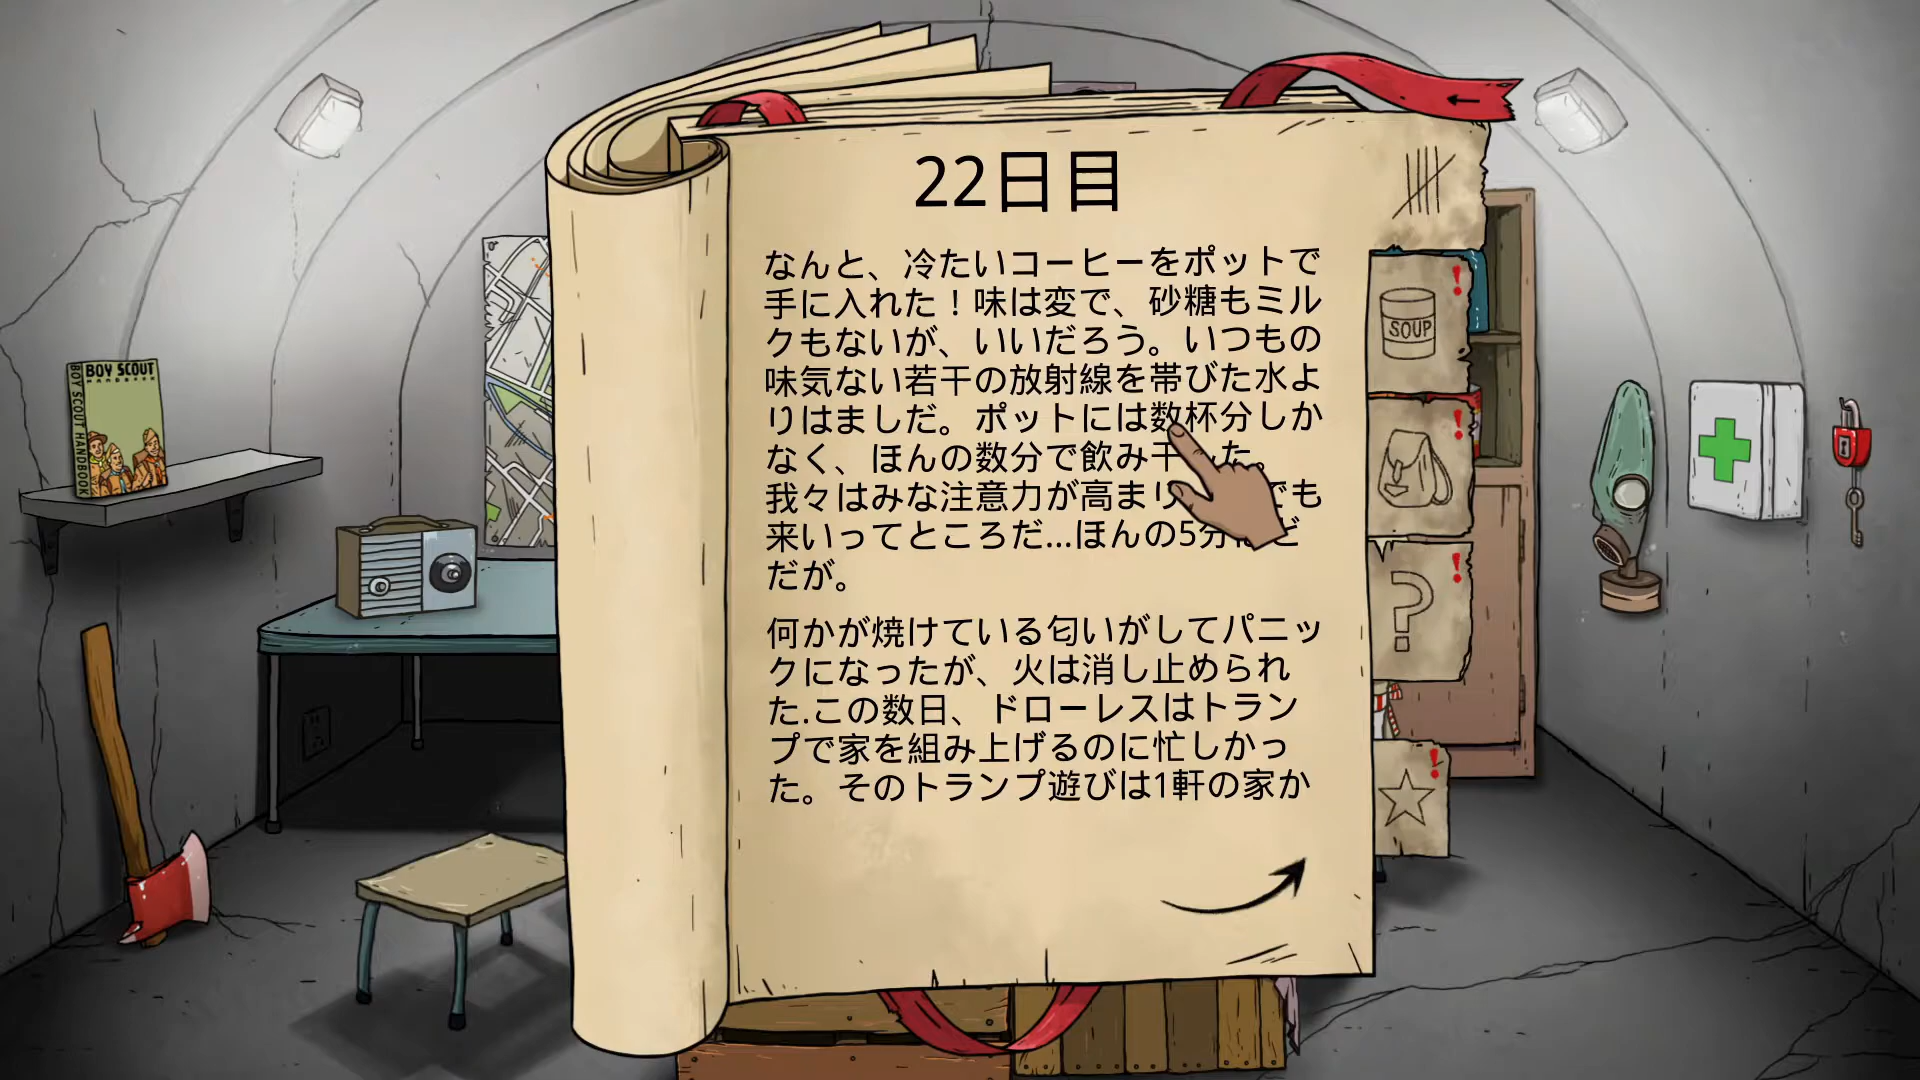 22日目
なんと、冷たいコーヒーをポットで
手に入れた！味は変で、砂糖もミル
クもないが、いいだろう。いつもの
味気ない若干の放射線を帯びた水よ
りはましだ。ポットには数杯分しか
なく、ほんの数分で飲み干した。
我々はみな注意力が高まり でも
来いってところだ...ほんの5分ほど
だが。
何かが焼けている匂いがしてパニッ
クになったが、火は消し止められ
た.この数日、ドローレスはトラン
プで家を組み上げるのに忙しかっ
た。そのトランプ遊びは1軒の家か
SOUP
BOY SCOUT
HANDBOOK
BOY SCOUT HANDBOOK